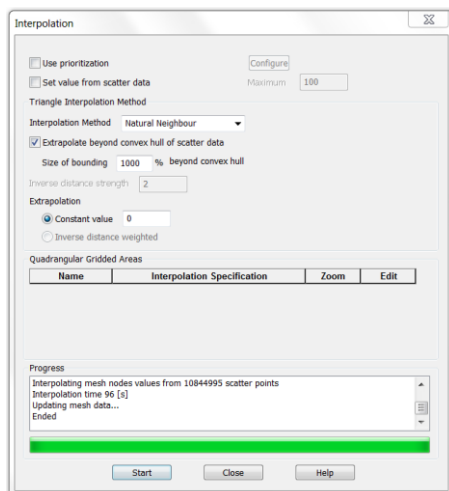 Interpolation
Use prioritization Configure
Set value from scatter data Maximum 100
Triangle Interpolation Method
Interpolation Method Natural Neighbour
Extrapolate beyond convex hull of scatter data
Size of bounding 1000 % beyond convex hull
Inverse distance strength 2
Extrapolation
Constant value 0
Inverse distance weighted
Quadrangular Gridded Areas
Name Interpolation Specification Zoom Edit
Progress
Interpolating mesh nodes values from 10844995 scatter points
Interpolation time 96 [s]
Updating mesh data...
Ended
Start Close Help